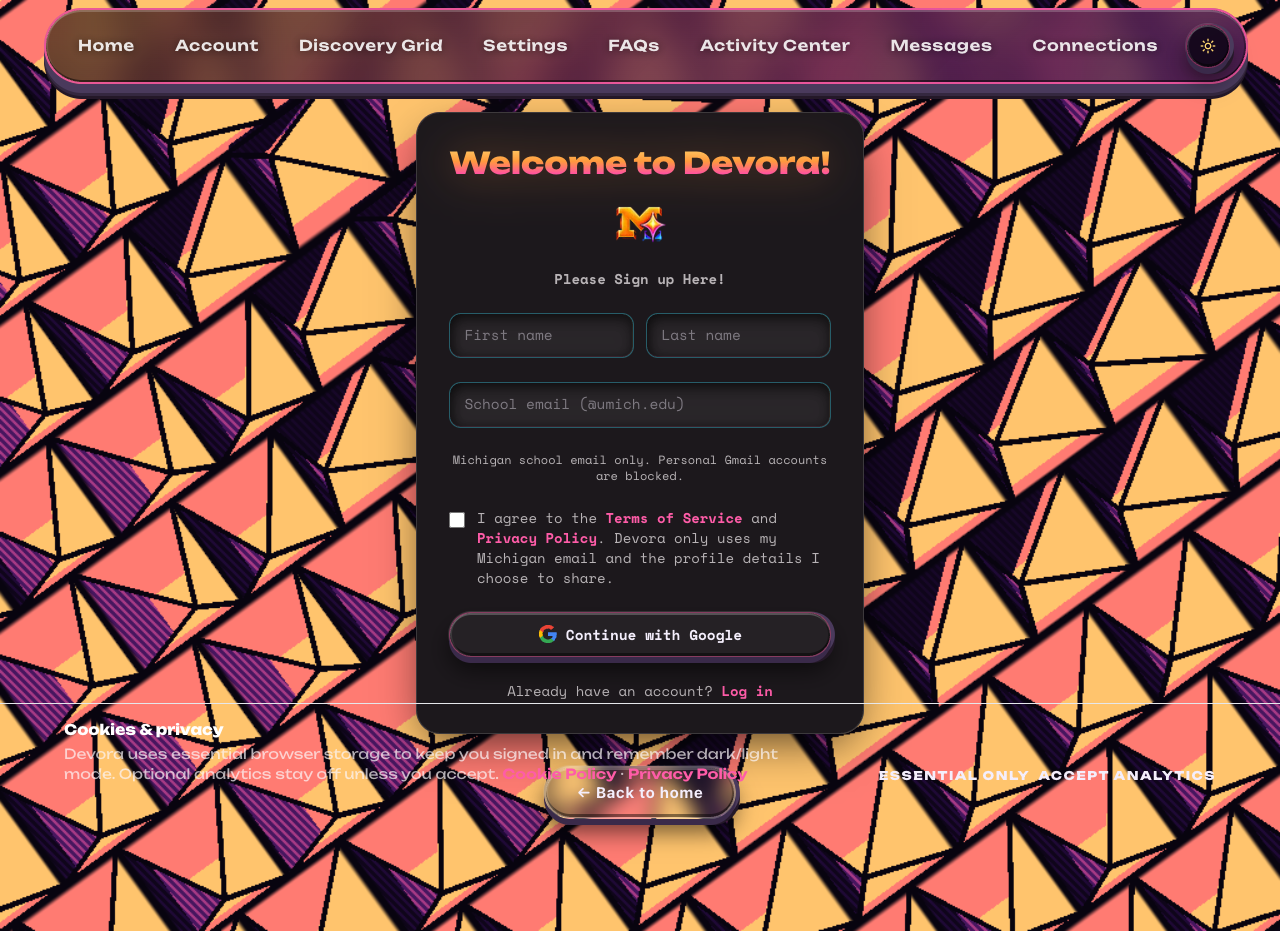 Home Account Discovery Grid Settings FAQs Activity Center Messages Connections
Welcome to Devora!
M
Please Sign up Here!
First name Last name
School email (@umich.edu)
Michigan school email only. Personal Gmail accounts
are blocked.
I agree to the Terms of Service and
Privacy Policy. Devora only uses my
Michigan email and the profile details I
choose to share.
Continue with Google
Already have an account? Log in
Cookies & privacy
Devora uses essential browser storage to keep you signed in and remember dark/light
mode. Optional analytics stay off unless you accept. Cookie Policy · Privacy Policy
ESSENTIAL ONLY ACCEPT ANALYTICS
← Back to home